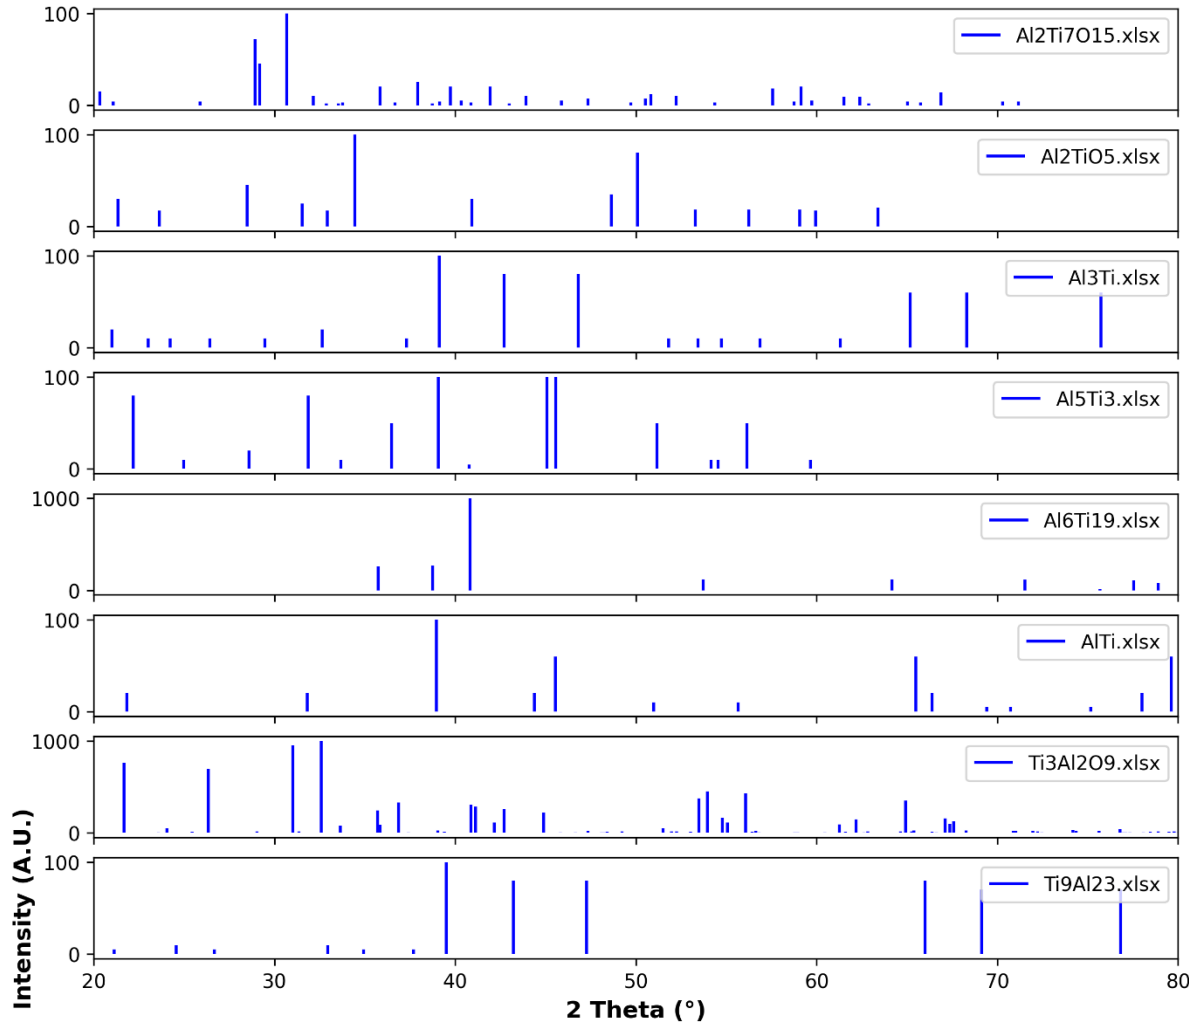 100
Al2Ti7O15.xlsx
0
100
Al2TiO5.xlsx
0
100
Al3Ti.xlsx
0
100
Al5Ti3.xlsx
0
1000
Al6Ti19.xlsx
0
100
AlTi.xlsx
0
1000
Ti3Al2O9.xlsx
0
100
Ti9Al23.xlsx
0
20 30 40 50 60 70 80
2 Theta (°)
Intensity (A.U.)